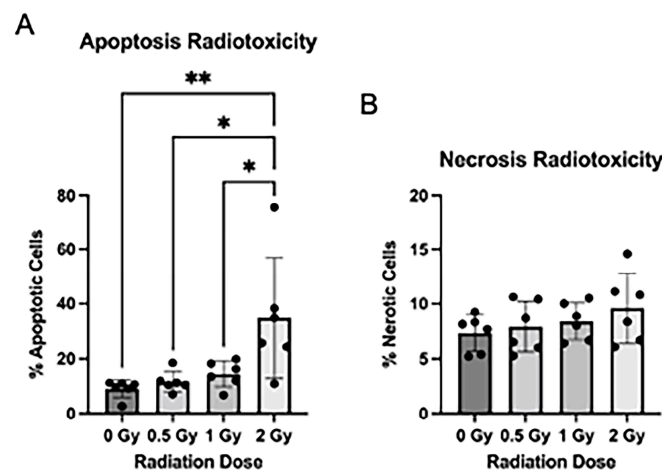 A
Apoptosis Radiotoxicity
**
*
*
% Apoptotic Cells
80
60
40
20
0
0 Gy 0.5 Gy 1 Gy 2 Gy
Radiation Dose
B
Necrosis Radiotoxicity
% Nerotic Cells
20
15
10
5
0
0 Gy 0.5 Gy 1 Gy 2 Gy
Radiation Dose